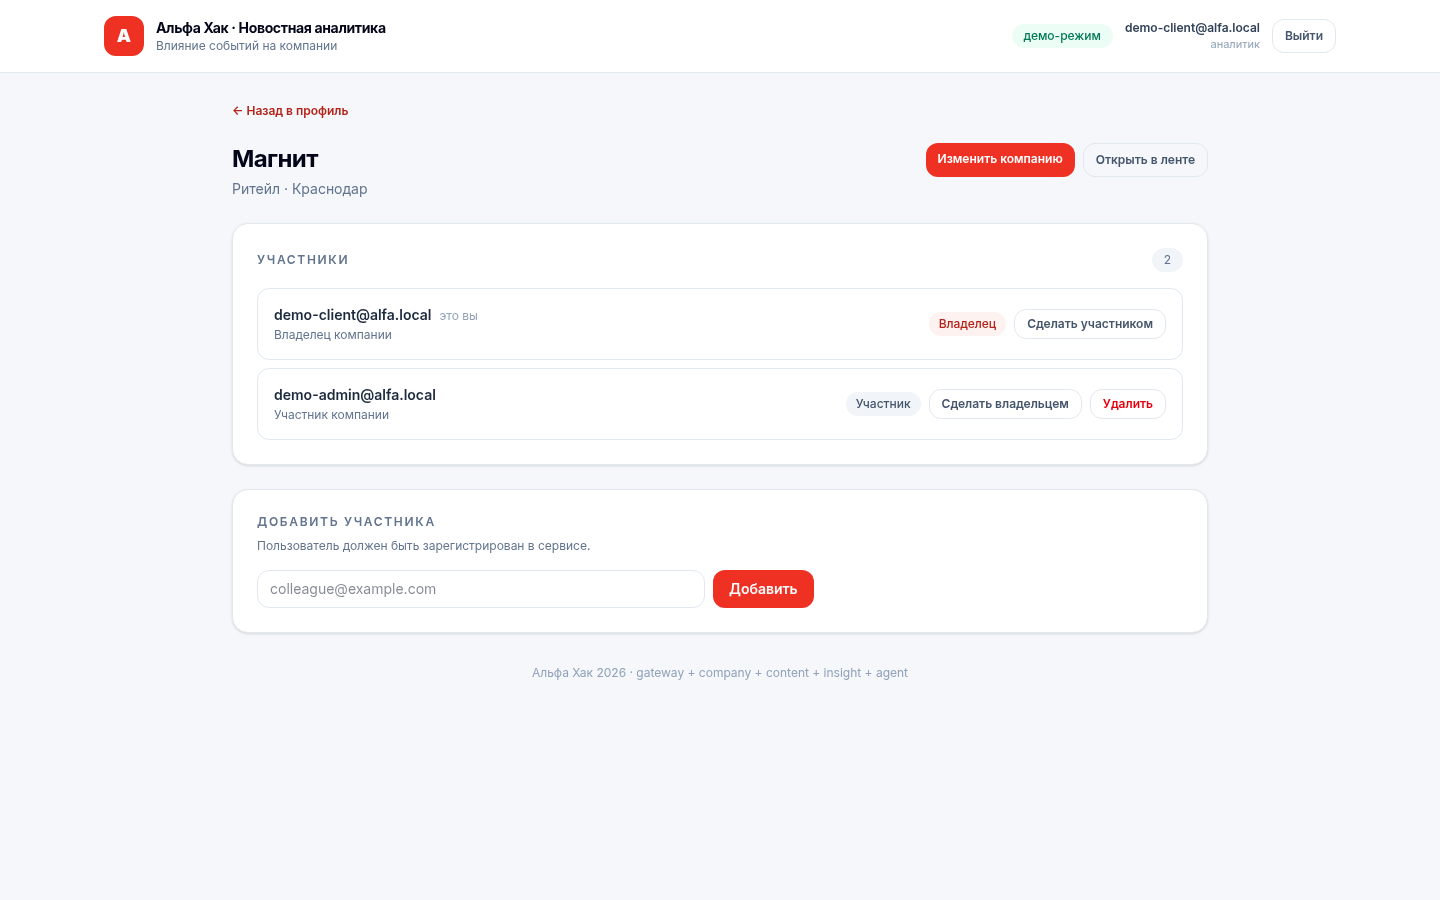 A
Альфа Хак · Новостная аналитика
Влияние событий на компании
демо-режим
demo-client@alfa.local
аналитик
Выйти
← Назад в профиль
Магнит
Ритейл · Краснодар
Изменить компанию
Открыть в ленте
УЧАСТНИКИ
2
demo-client@alfa.local это вы
Владелец компании
Владелец
Сделать участником
demo-admin@alfa.local
Участник компании
Участник
Сделать владельцем
Удалить
ДОБАВИТЬ УЧАСТНИКА
Пользователь должен быть зарегистрирован в сервисе.
colleague@example.com
Добавить
Альфа Хак 2026 · gateway + company + content + insight + agent